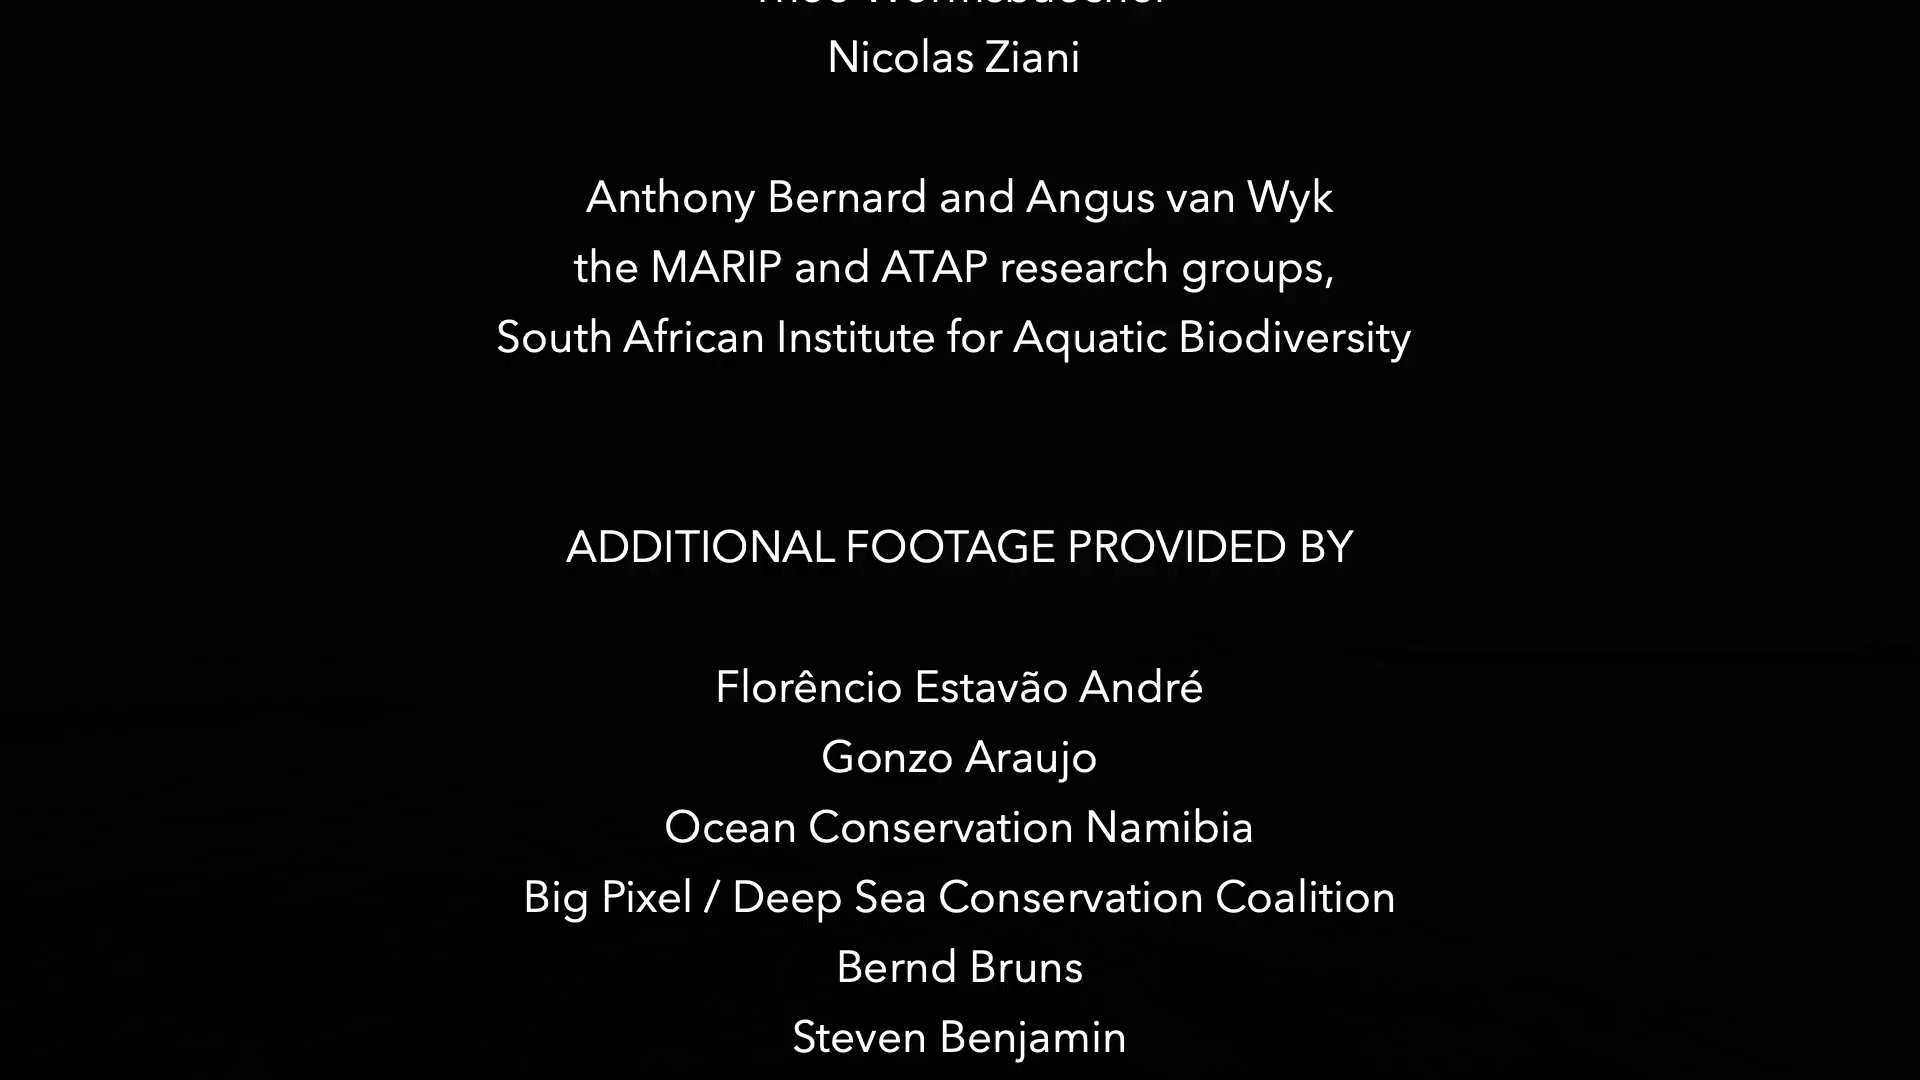 Nicolas Ziani
Anthony Bernard and Angus van Wyk
the MARIP and ATAP research groups,
South African Institute for Aquatic Biodiversity
ADDITIONAL FOOTAGE PROVIDED BY
Florêncio Estavão André
Gonzo Araujo
Ocean Conservation Namibia
Big Pixel / Deep Sea Conservation Coalition
Bernd Bruns
Steven Benjamin